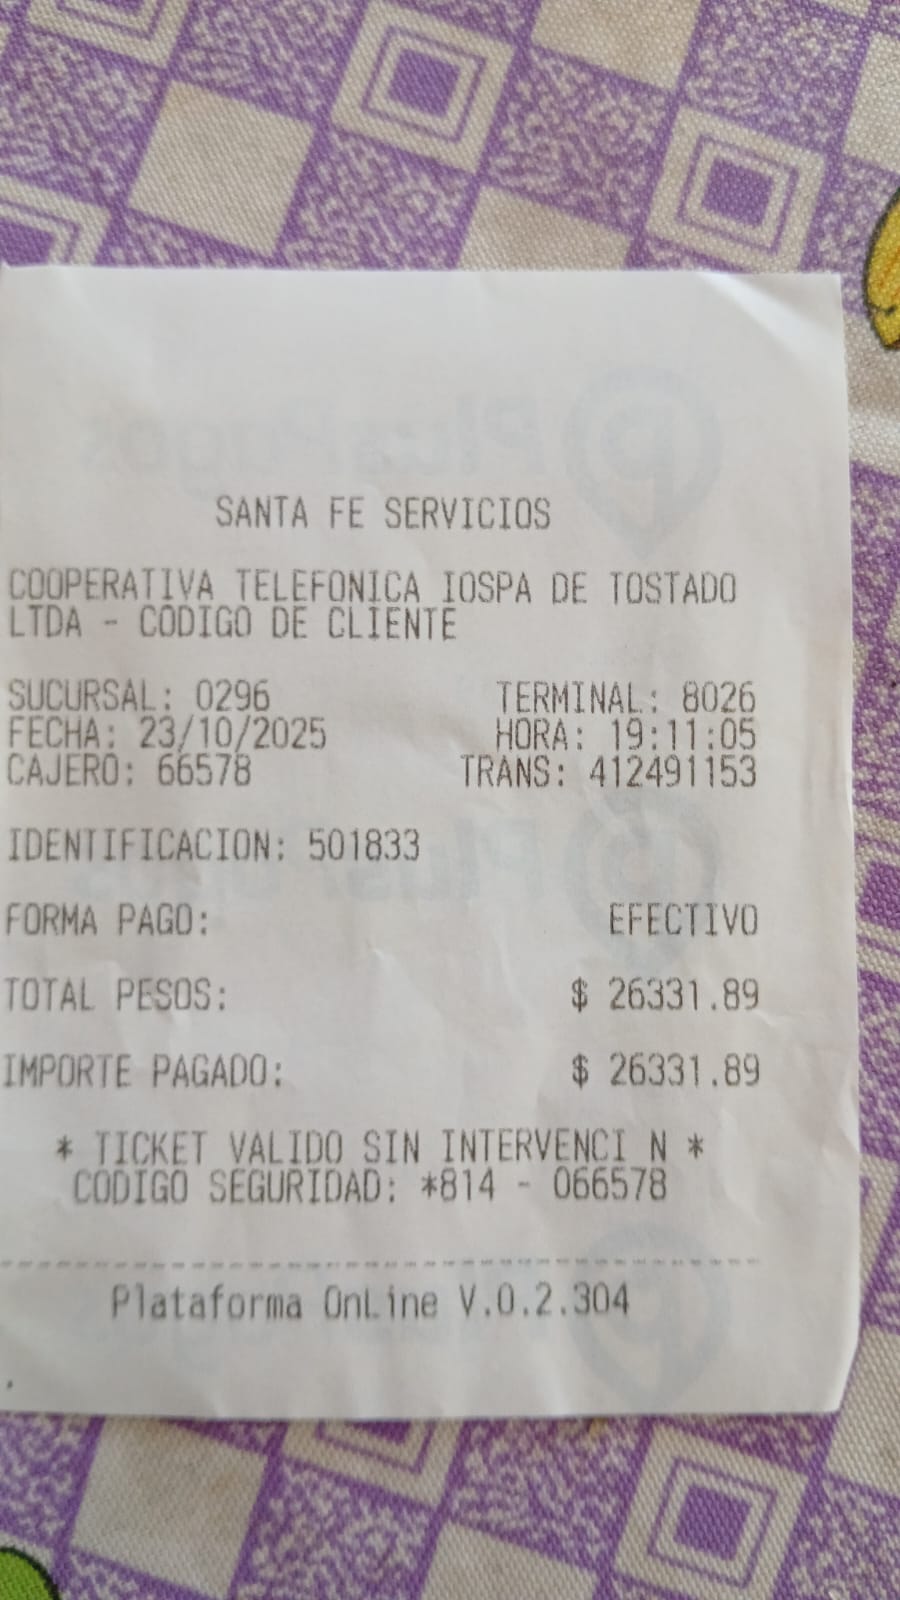 SANTA FE SERVICIOS
COOPERATIVA TELEFONICA IOSPA DE TOSTADO
LTDA - CODIGO DE CLIENTE
SUCURSAL: 0296 TERMINAL: 8026
FECHA: 23/10/2025 HORA: 19:11:05
CAJERO: 66578 TRANS: 412491153
IDENTIFICACION: 501833
FORMA PAGO: EFECTIVO
TOTAL PESOS: $ 26331.89
IMPORTE PAGADO: $ 26331.89
* TICKET VALIDO SIN INTERVENCI N *
CODIGO SEGURIDAD: *814 - 066578
Plataforma OnLine V.0.2.304